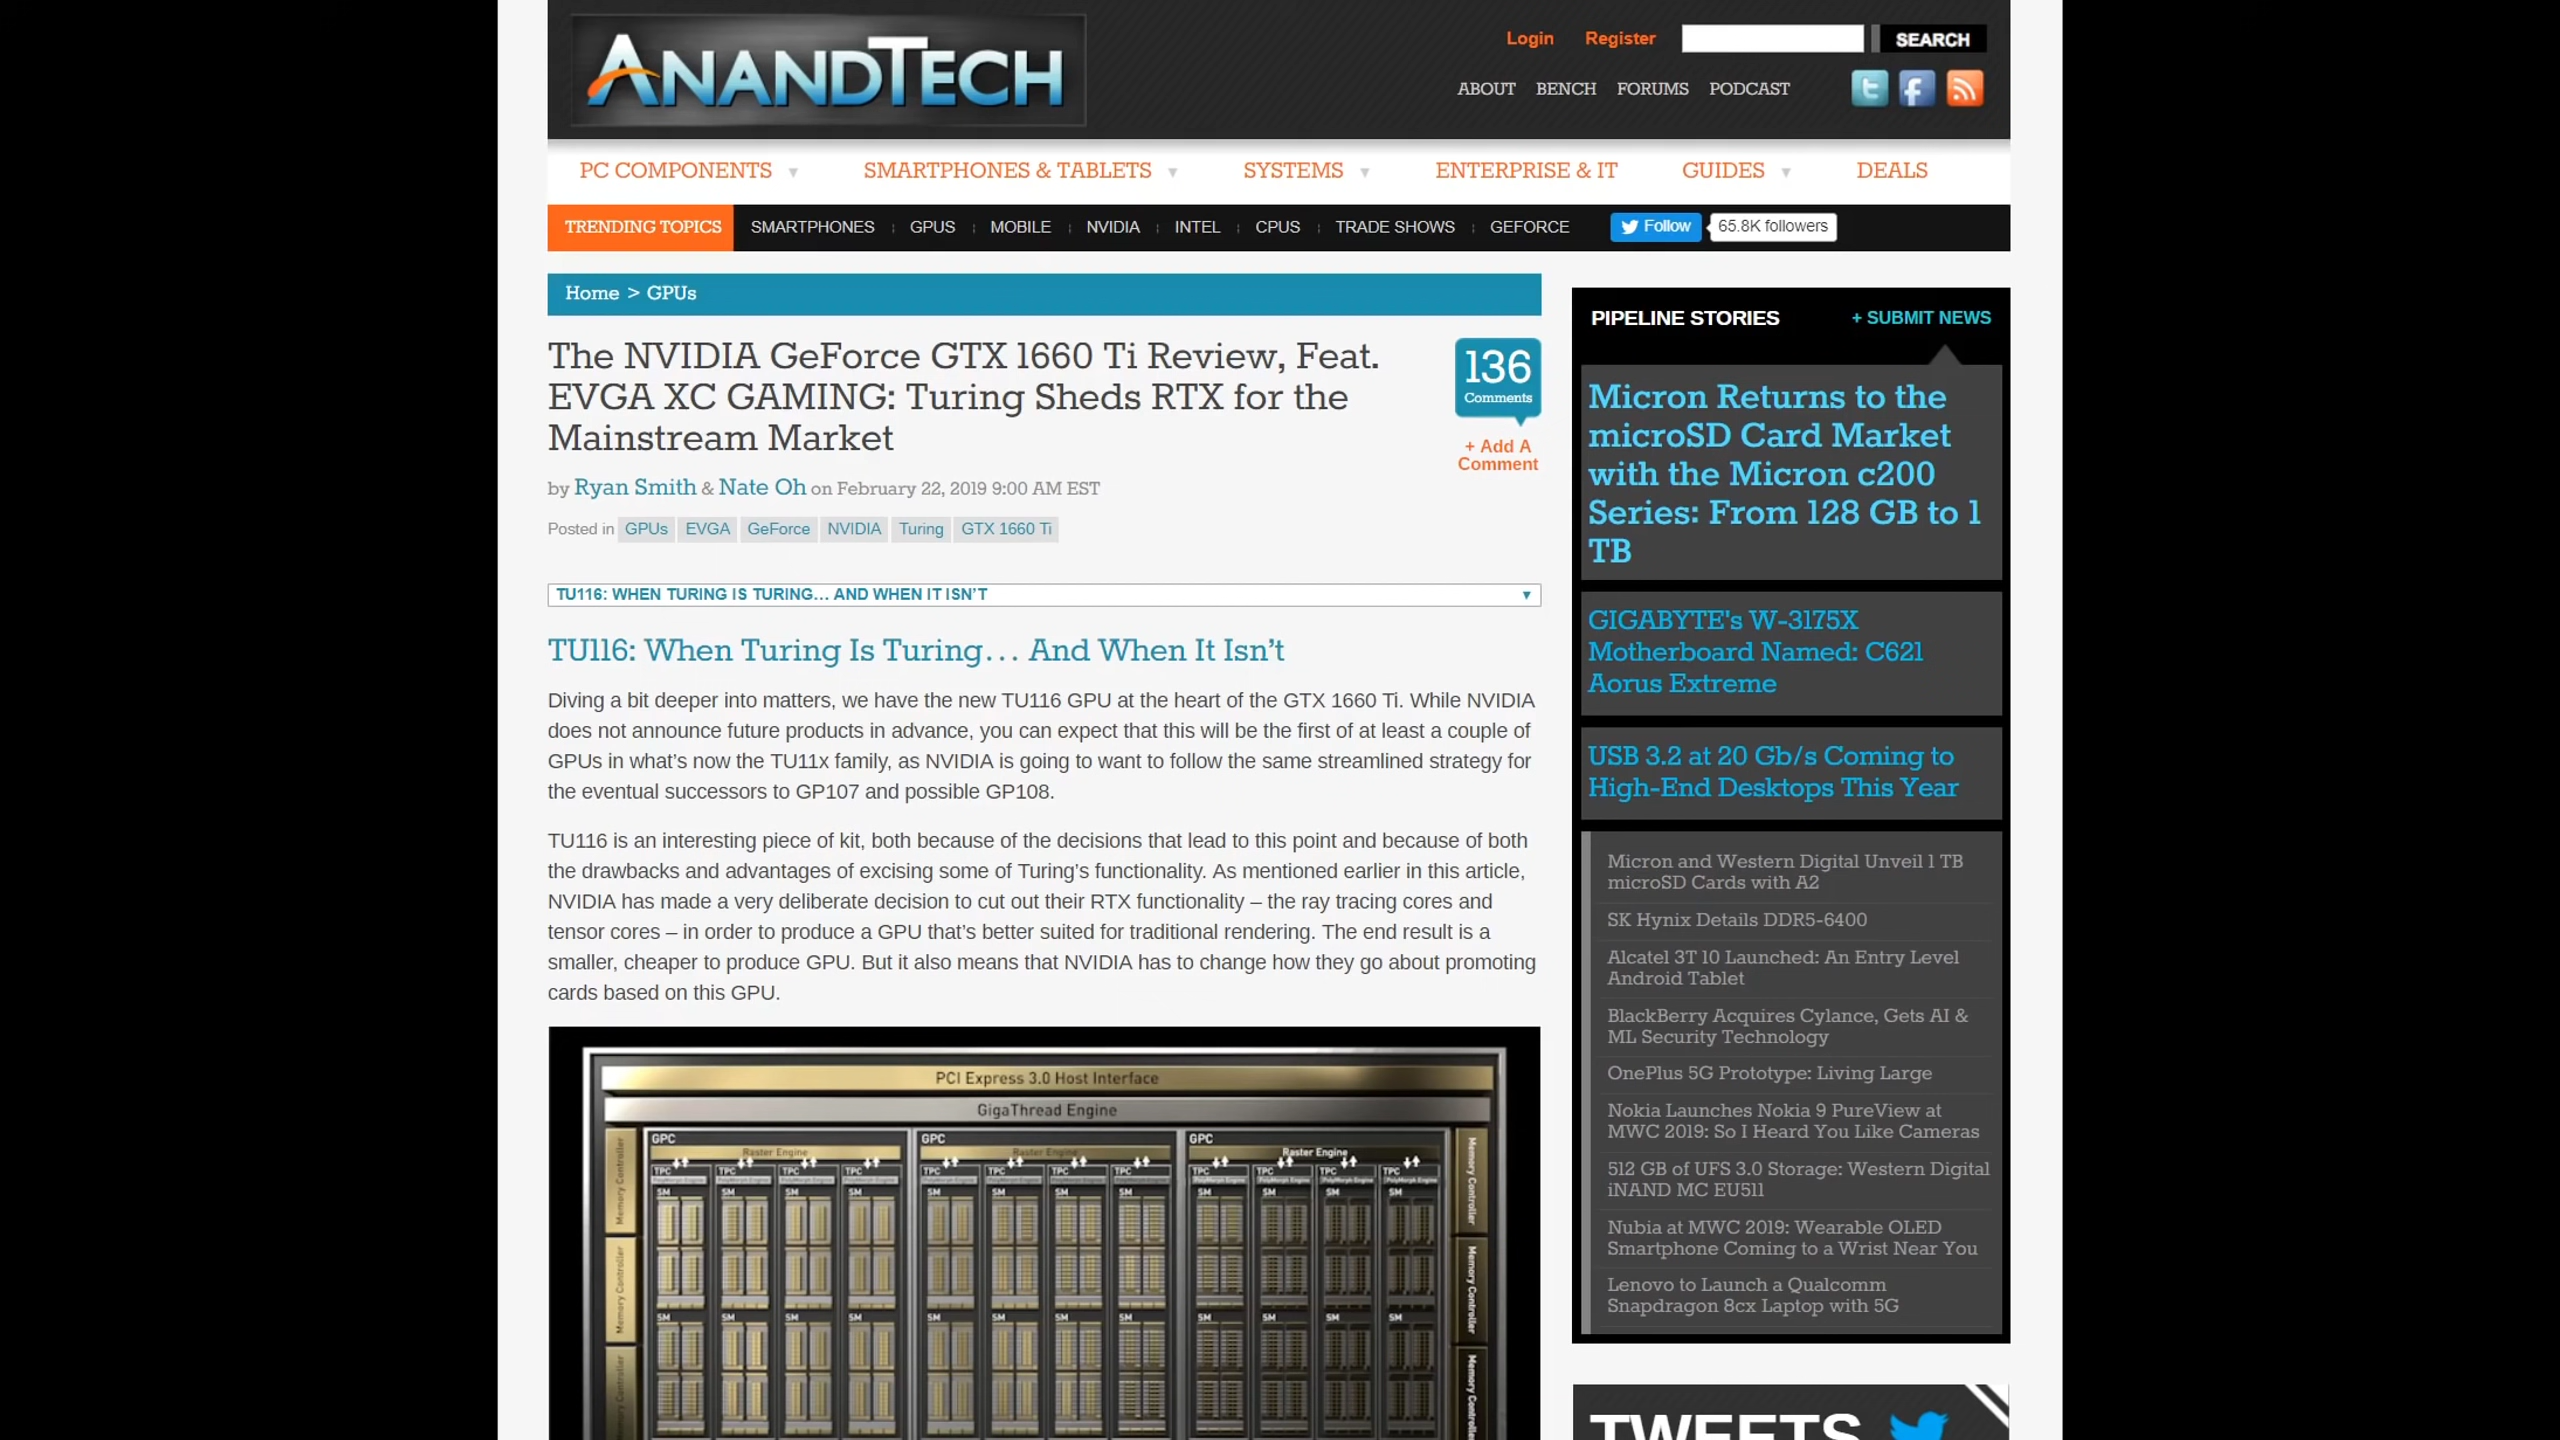 ANANDTECH
Login
Register
SEARCH
ABOUT
BENCH
FORUMS
PODCAST
PC COMPONENTS
SMARTPHONES & TABLETS
SYSTEMS
ENTERPRISE & IT
GUIDES
DEALS
TRENDING TOPICS
SMARTPHONES
GPUS
MOBILE
NVIDIA
INTEL
CPUS
TRADE SHOWS
GEFORCE
Follow
65.8K followers
Home > GPUs
The NVIDIA GeForce GTX 1660 Ti Review, Feat.
EVGA XC GAMING: Turing Sheds RTX for the
Mainstream Market
by Ryan Smith & Nate Oh on February 22, 2019 9:00 AM EST
Posted in GPUs EVGA GeForce NVIDIA Turing GTX 1660 Ti
136
Comments
+ Add A
Comment
TU116: WHEN TURING IS TURING… AND WHEN IT ISN'T
TU116: When Turing Is Turing… And When It Isn’t
Diving a bit deeper into matters, we have the new TU116 GPU at the heart of the GTX 1660 Ti. While NVIDIA
does not announce future products in advance, you can expect that this will be the first of at least a couple of
GPUs in what’s now the TU11x family, as NVIDIA is going to want to follow the same streamlined strategy for
the eventual successors to GP107 and possible GP108.
TU116 is an interesting piece of kit, both because of the decisions that lead to this point and because of both
the drawbacks and advantages of excising some of Turing’s functionality. As mentioned earlier in this article,
NVIDIA has made a very deliberate decision to cut out their RTX functionality – the ray tracing cores and
tensor cores – in order to produce a GPU that’s better suited for traditional rendering. The end result is a
smaller, cheaper to produce GPU. But it also means that NVIDIA has to change how they go about promoting
cards based on this GPU.
PCI Express 3.0 Host Interface
GigaThread Engine
GPC GPC GPC
Raster Engine Raster Engine Raster Engine
TPC TPC TPC TPC TPC TPC TPC TPC TPC TPC TPC TPC
SM SM SM SM SM SM SM SM SM SM SM SM
SM SM SM SM SM SM SM SM SM SM SM SM
Memory Controller
Memory Controller
Memory Controller
Memory Controller
Memory Controller
Memory Controller
PIPELINE STORIES
+ SUBMIT NEWS
Micron Returns to the
microSD Card Market
with the Micron c200
Series: From 128 GB to 1
TB
GIGABYTE's W-3175X
Motherboard Named: C621
Aorus Extreme
USB 3.2 at 20 Gb/s Coming to
High-End Desktops This Year
Micron and Western Digital Unveil 1 TB
microSD Cards with A2
SK Hynix Details DDR5-6400
Alcatel 3T 10 Launched: An Entry Level
Android Tablet
BlackBerry Acquires Cylance, Gets AI &
ML Security Technology
OnePlus 5G Prototype: Living Large
Nokia Launches Nokia 9 PureView at
MWC 2019: So I Heard You Like Cameras
512 GB of UFS 3.0 Storage: Western Digital
iNAND MC EU511
Nubia at MWC 2019: Wearable OLED
Smartphone Coming to a Wrist Near You
Lenovo to Launch a Qualcomm
Snapdragon 8cx Laptop with 5G
TWEETS